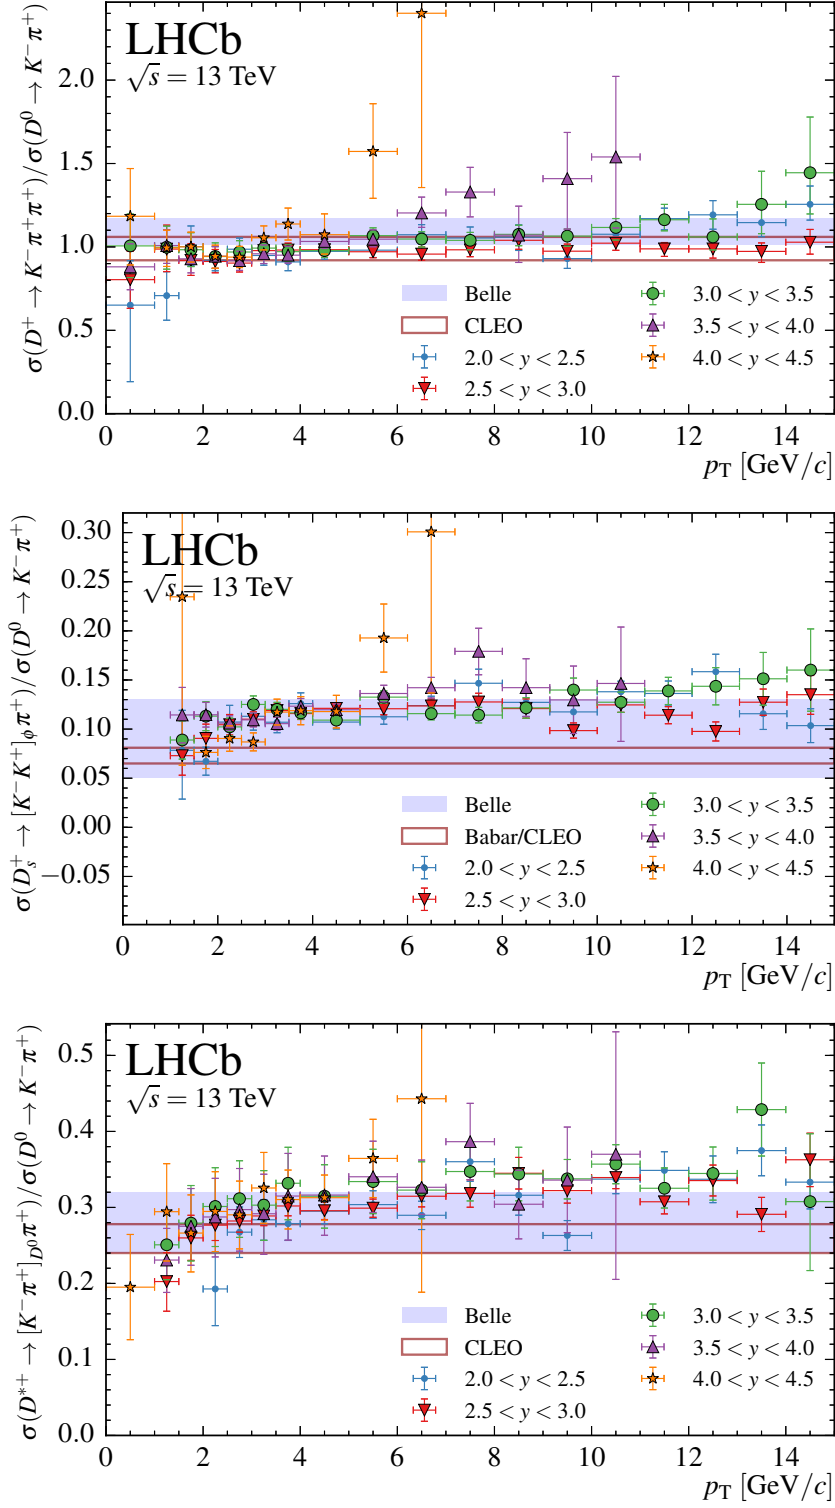 σ(D⁺ → K⁻π⁺π⁺)/σ(D⁰ → K⁻π⁺)
LHCb
√s = 13 TeV
2.0
1.5
1.0
0.5
0.0
Belle
CLEO
2.0 < y < 2.5
2.5 < y < 3.0
3.0 < y < 3.5
3.5 < y < 4.0
4.0 < y < 4.5
0 2 4 6 8 10 12 14
p_T [GeV/c]
σ(D_s⁺ → [K⁻K⁺]_ϕ π⁺)/σ(D⁰ → K⁻π⁺)
LHCb
√s = 13 TeV
0.30
0.25
0.20
0.15
0.10
0.05
0.00
−0.05
Belle
Babar/CLEO
2.0 < y < 2.5
2.5 < y < 3.0
3.0 < y < 3.5
3.5 < y < 4.0
4.0 < y < 4.5
0 2 4 6 8 10 12 14
p_T [GeV/c]
σ(D*⁺ → [K⁻π⁺]_D⁰ π⁺)/σ(D⁰ → K⁻π⁺)
LHCb
√s = 13 TeV
0.5
0.4
0.3
0.2
0.1
0.0
Belle
CLEO
2.0 < y < 2.5
2.5 < y < 3.0
3.0 < y < 3.5
3.5 < y < 4.0
4.0 < y < 4.5
0 2 4 6 8 10 12 14
p_T [GeV/c]